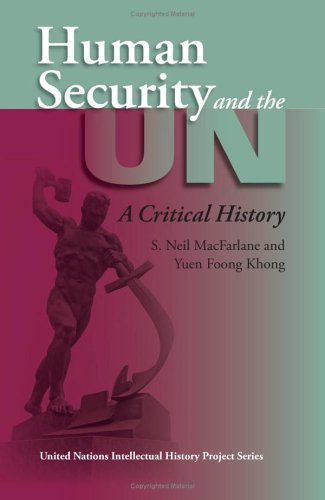 Human
Security and the
UN
A Critical History
S. Neil MacFarlane and
Yuen Foong Khong
United Nations Intellectual History Project Series